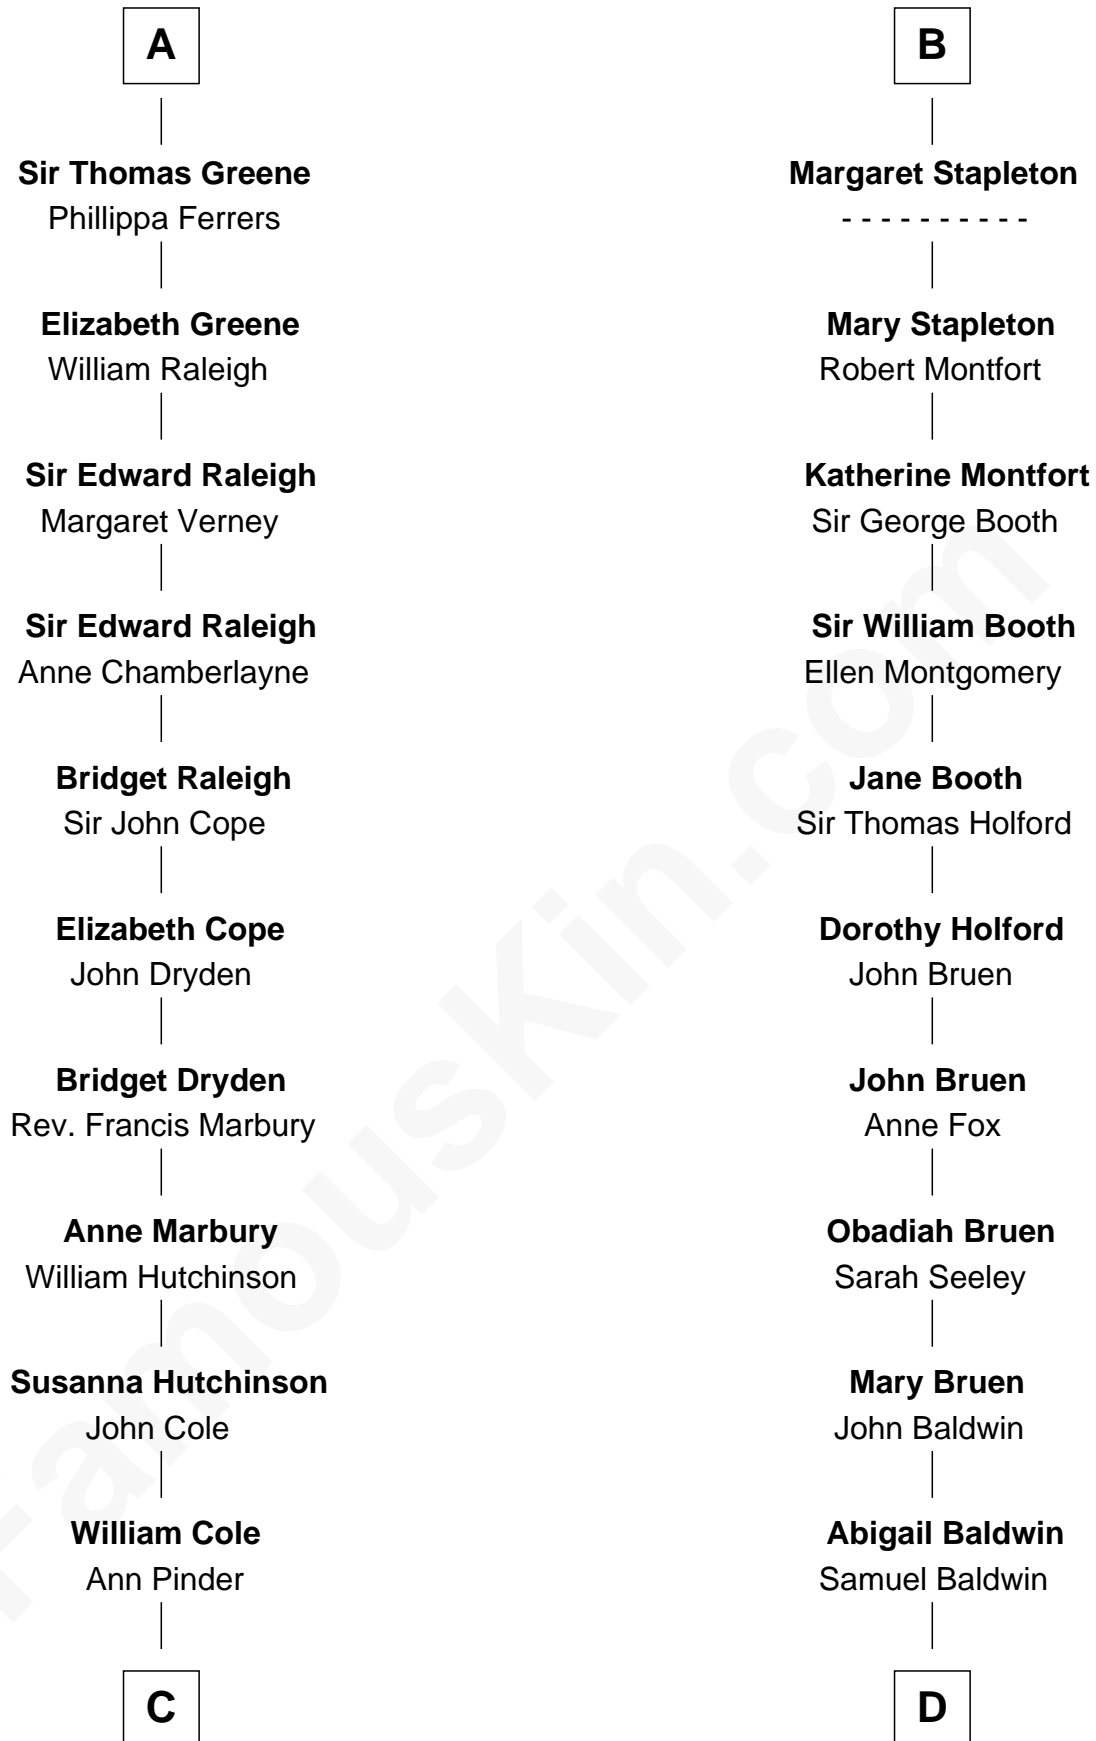 A
Sir Thomas Greene
Phillippa Ferrers
Elizabeth Greene
William Raleigh
Sir Edward Raleigh
Margaret Verney
Sir Edward Raleigh
Anne Chamberlayne
Bridget Raleigh
Sir John Cope
Elizabeth Cope
John Dryden
Bridget Dryden
Rev. Francis Marbury
Anne Marbury
William Hutchinson
Susanna Hutchinson
John Cole
William Cole
Ann Pinder
C
B
Margaret Stapleton
- - - - - - - - - -
Mary Stapleton
Robert Montfort
Katherine Montfort
Sir George Booth
Sir William Booth
Ellen Montgomery
Jane Booth
Sir Thomas Holford
Dorothy Holford
John Bruen
John Bruen
Anne Fox
Obadiah Bruen
Sarah Seeley
Mary Bruen
John Baldwin
Abigail Baldwin
Samuel Baldwin
D
FamousKin.com